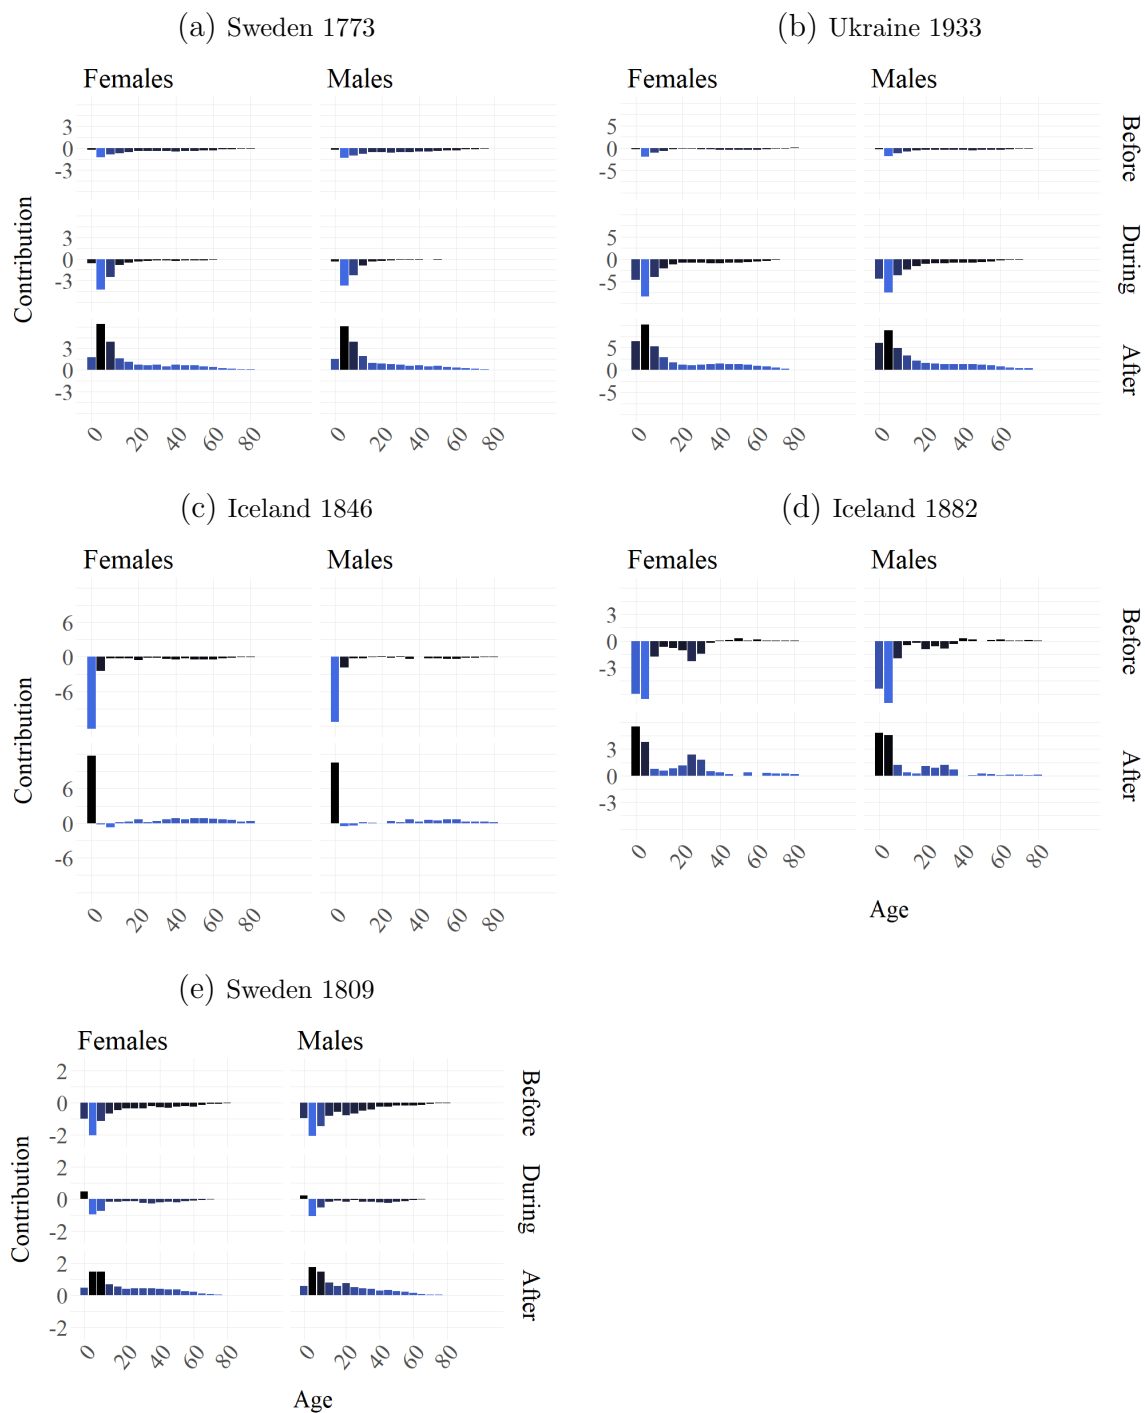 (a) Sweden 1773
Females Males
3
0
-3
3
0
-3
3
0
-3
Contribution
0 20 40 60 80 0 20 40 60 80
(b) Ukraine 1933
Females Males
5
0
-5
Before
5
0
-5
During
5
0
-5
After
0 20 40 60 80 0 20 40 60
(c) Iceland 1846
Females Males
6
0
-6
6
0
-6
Contribution
0 20 40 60 80 0 20 40 60 80
(d) Iceland 1882
Females Males
3
0
-3
Before
3
0
-3
After
0 20 40 60 80 0 20 40 60 80
Age
(e) Sweden 1809
Females Males
2
0
-2
Before
2
0
-2
During
2
0
-2
After
Contribution
0 20 40 60 80 0 20 40 60 80
Age